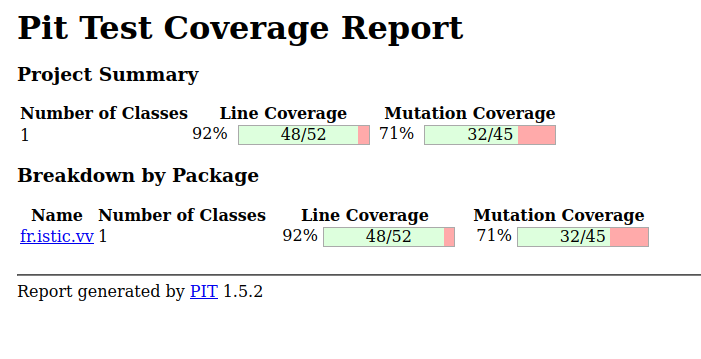 Pit Test Coverage Report
Project Summary
Number of Classes Line Coverage Mutation Coverage
1 92% 48/52 71% 32/45
Breakdown by Package
Name Number of Classes Line Coverage Mutation Coverage
fr.istic.vv 1 92% 48/52 71% 32/45
Report generated by PIT 1.5.2